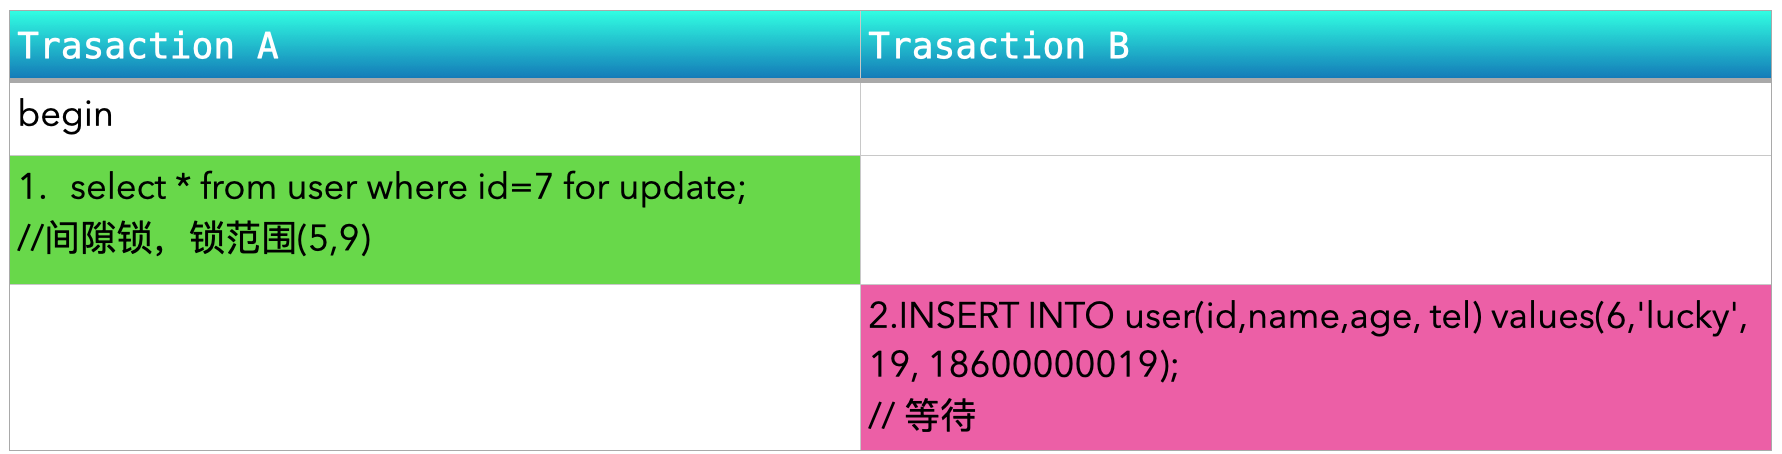 Trasaction A
Trasaction B
begin
1. select * from user where id=7 for update;
//间隙锁，锁范围(5,9)
2.INSERT INTO user(id,name,age, tel) values(6,'lucky',
19, 18600000019);
// 等待